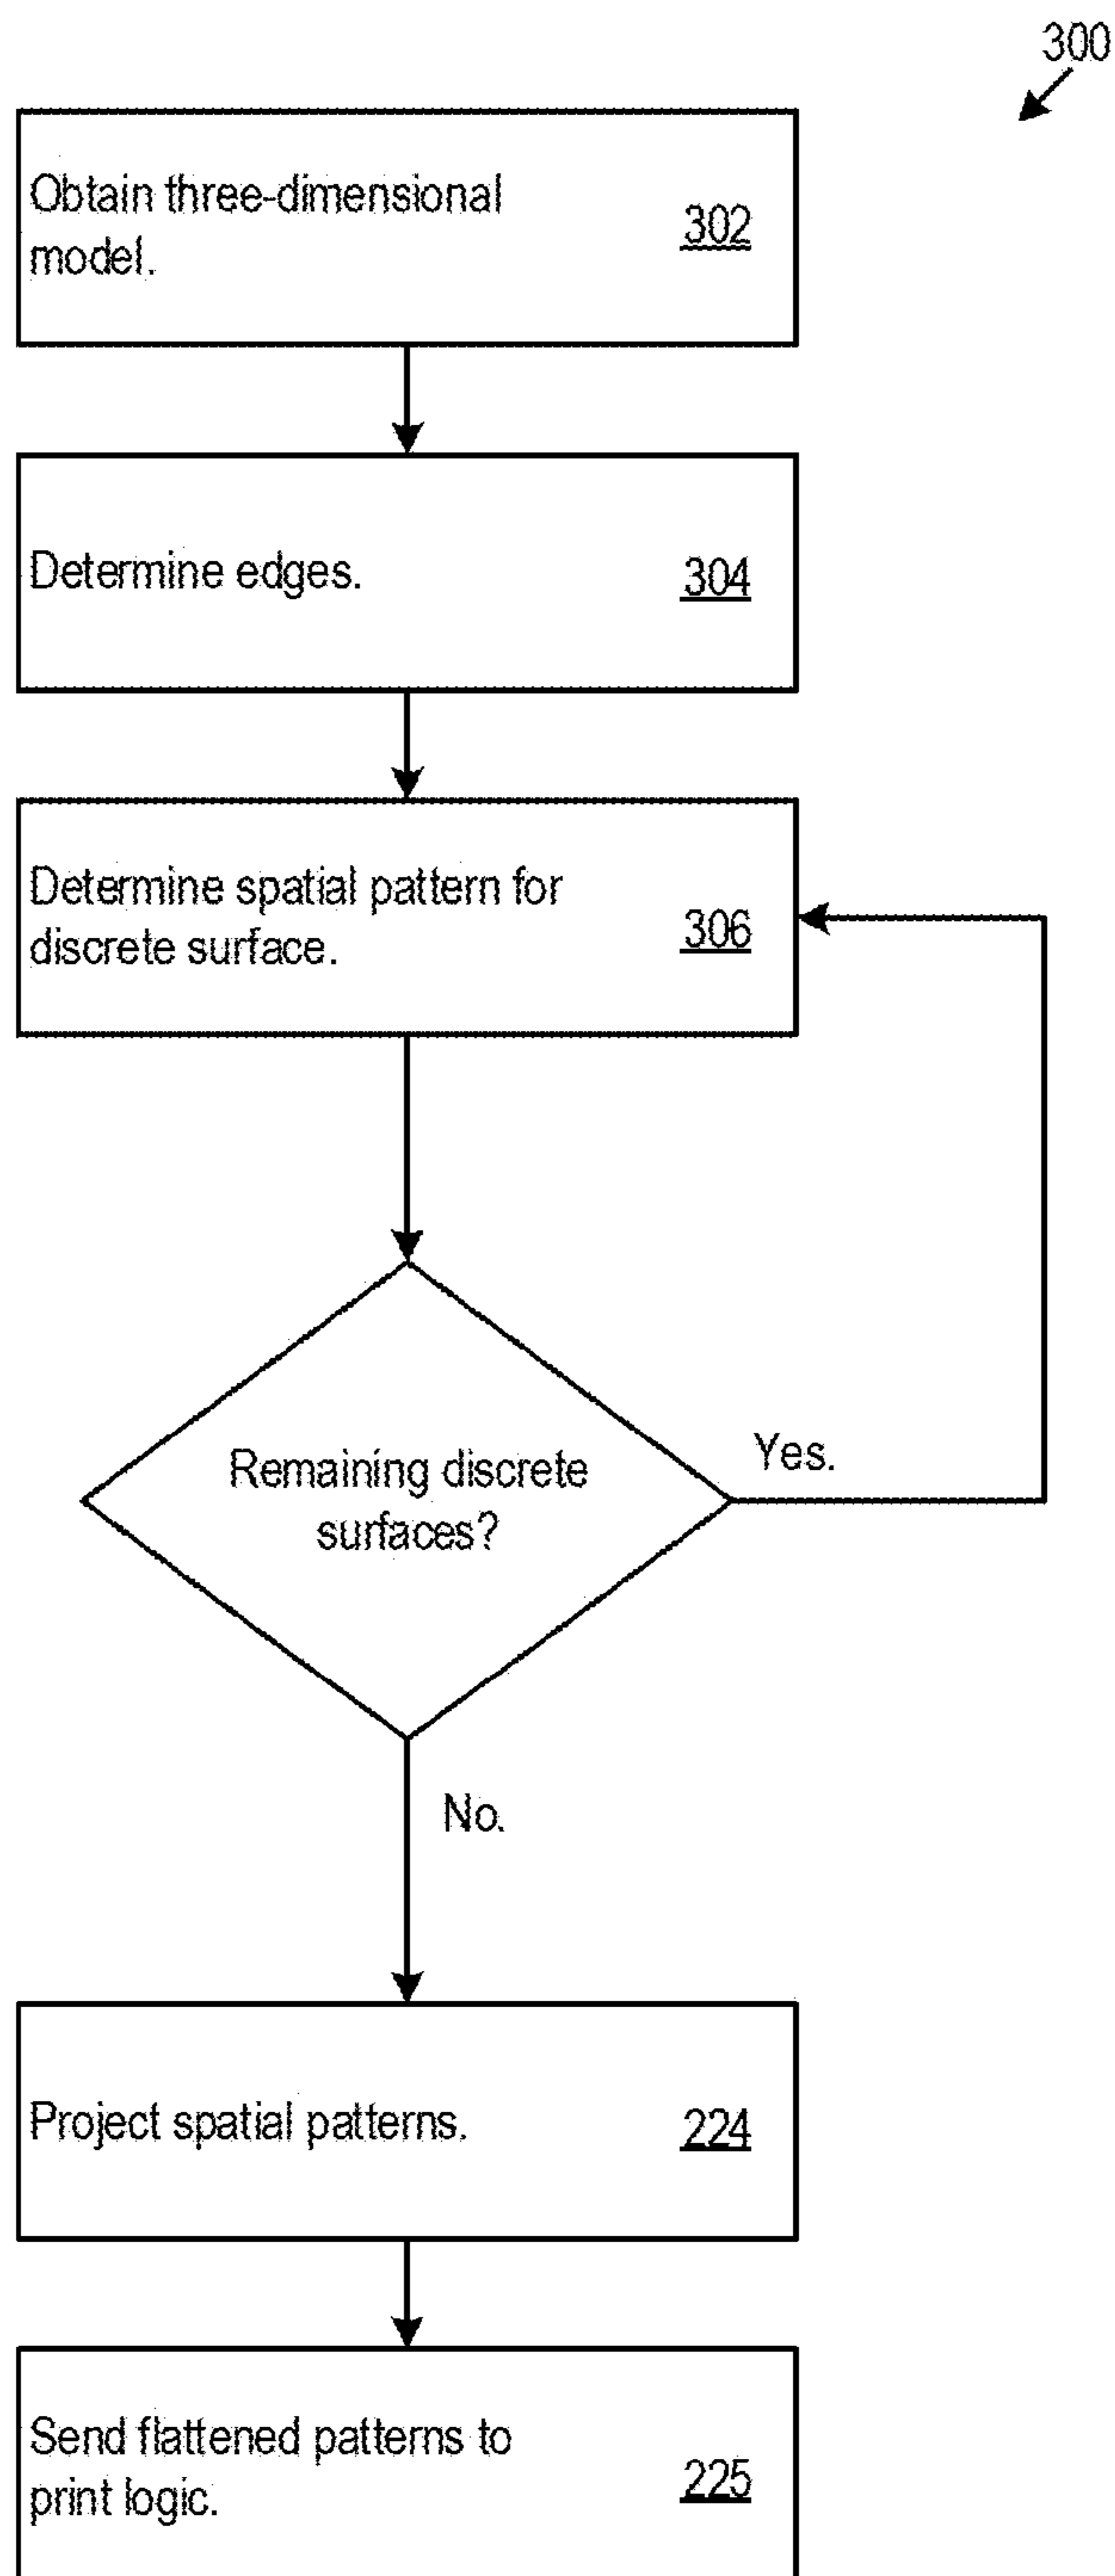 300
Obtain three-dimensional
model.
302
Determine edges.
304
Determine spatial pattern for
discrete surface.
306
Remaining discrete
surfaces?
Yes.
No.
Project spatial patterns.
224
Send flattened patterns to
print logic.
225